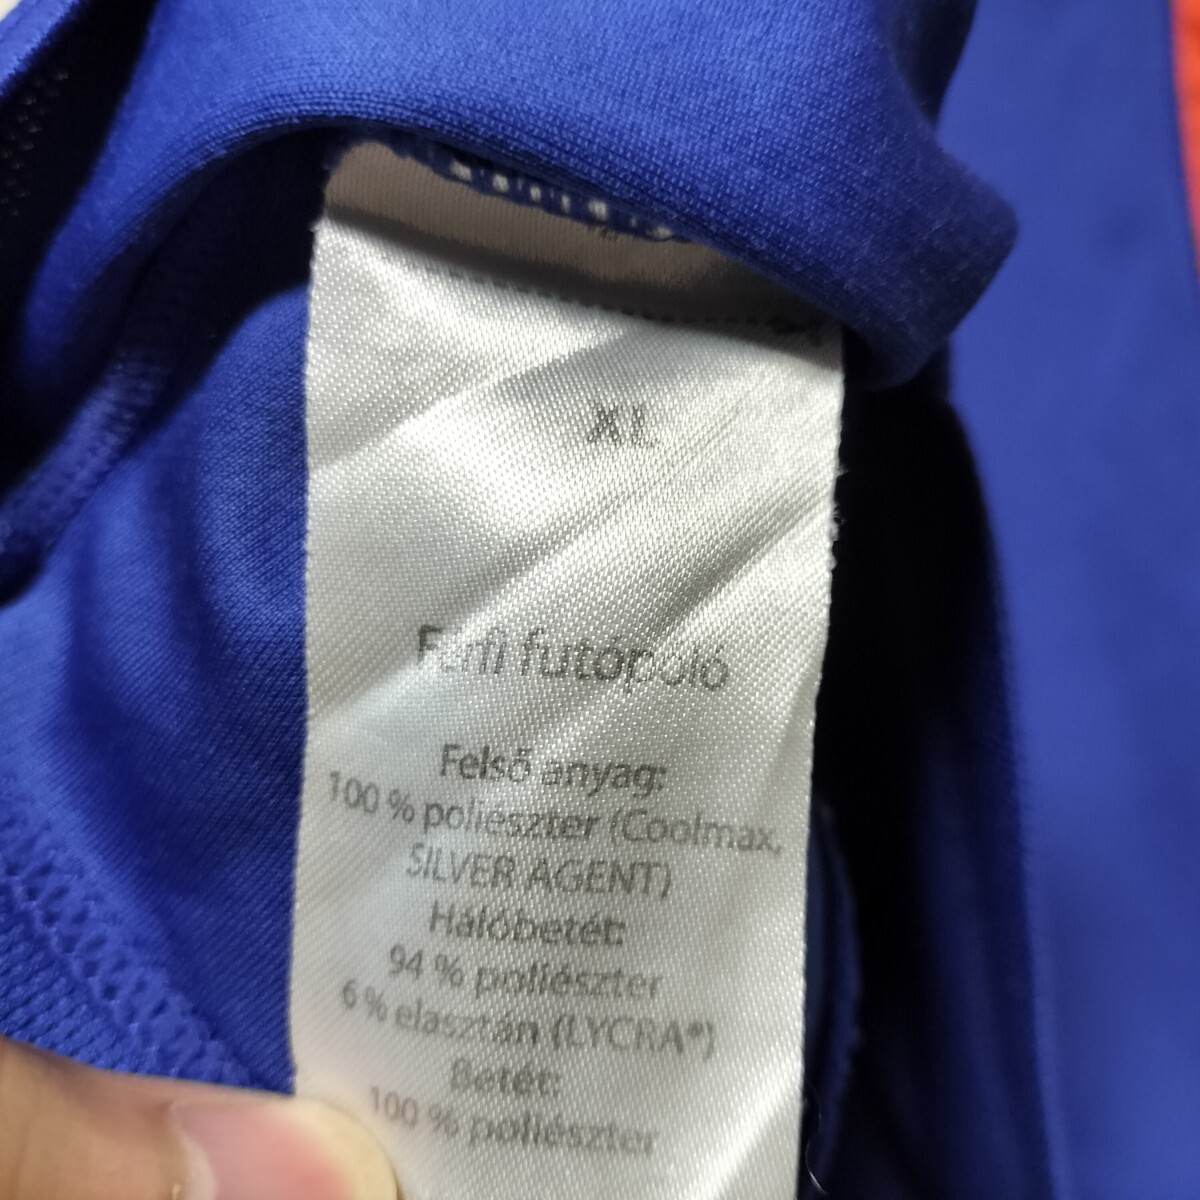 XL
Férfi futópóló
Felső anyag:
100 % poliészter (Coolmax,
SILVER AGENT)
Hálóbetét:
94 % poliészter
6 % elasztán (LYCRA®)
Betét:
100 % poliészter